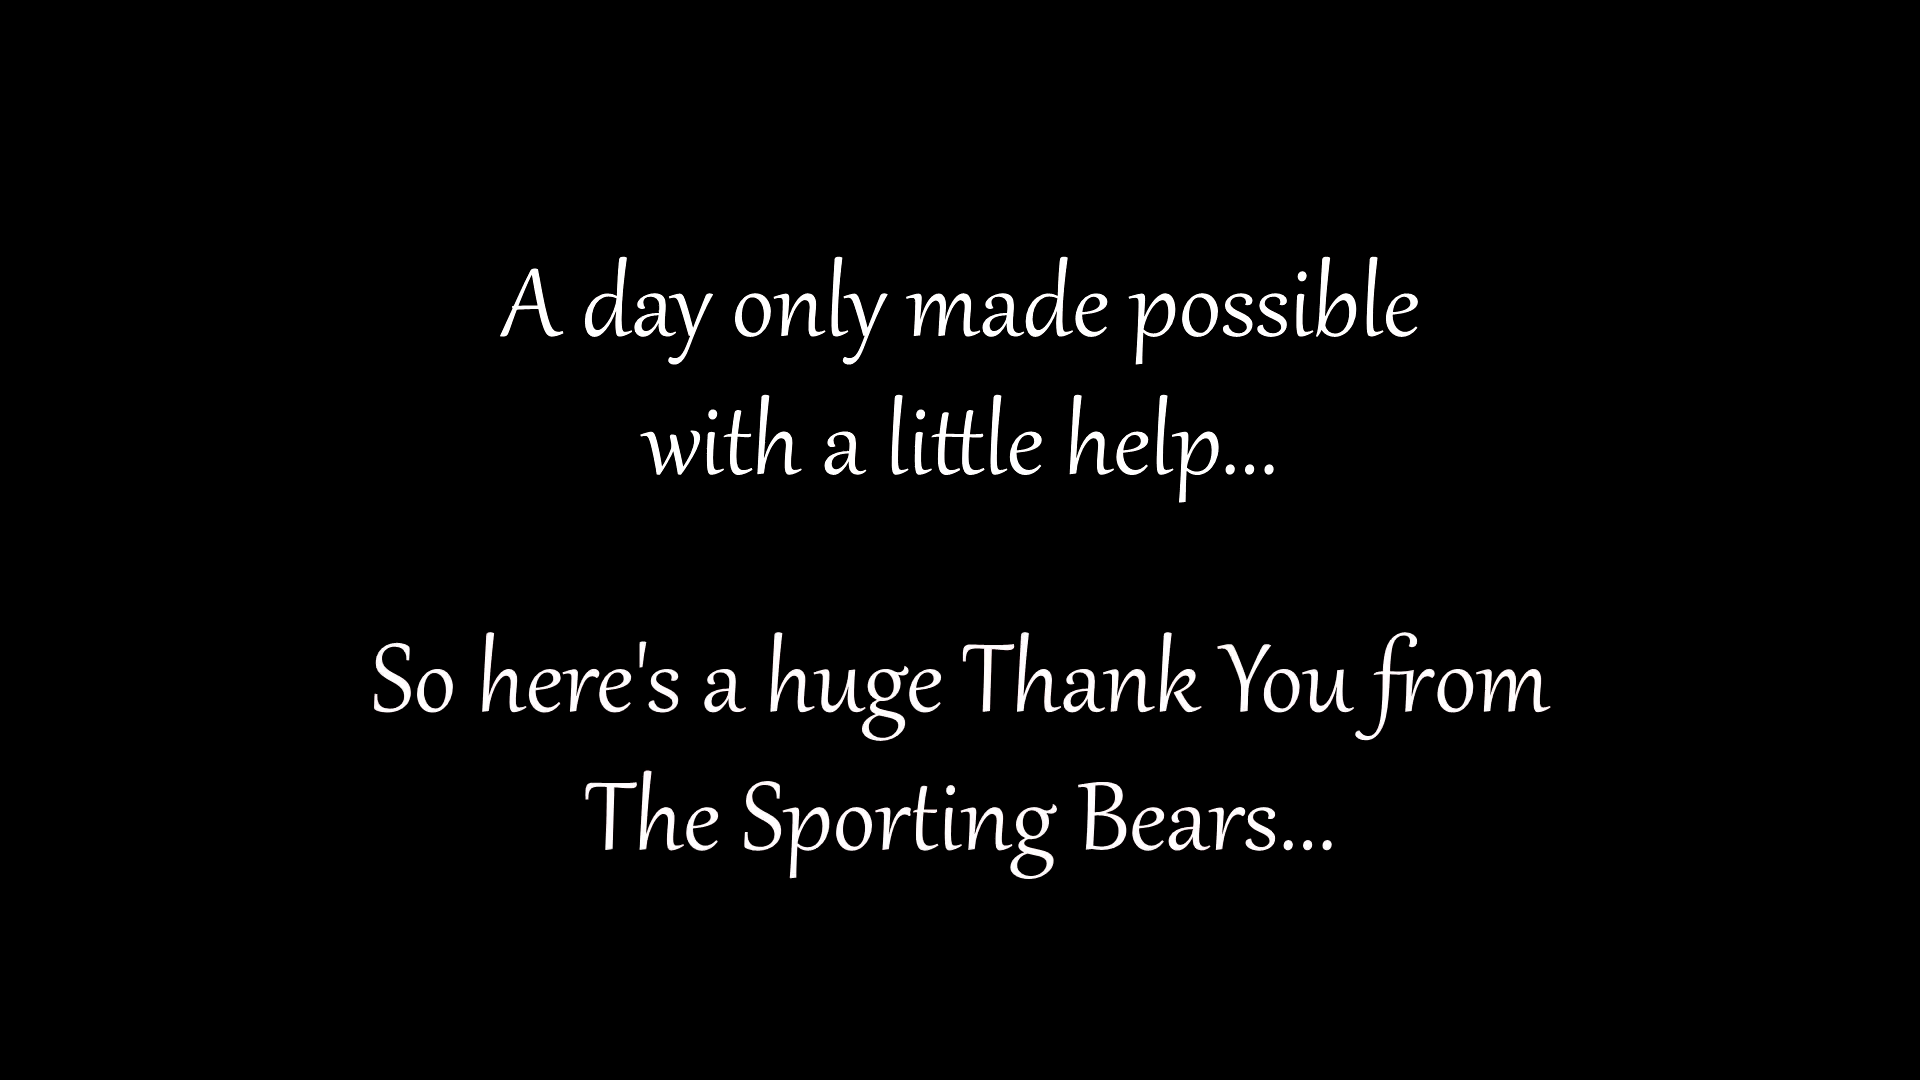 A day only made possible
with a little help...
So here's a huge Thank You from
The Sporting Bears...